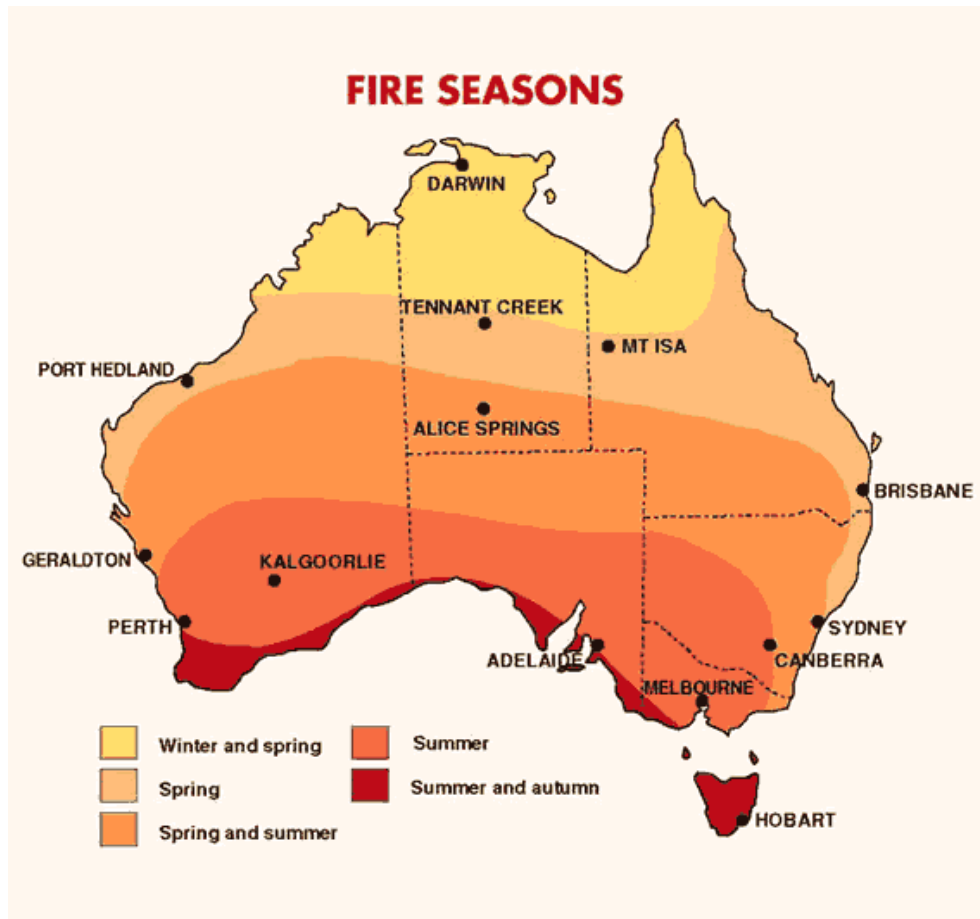 FIRE SEASONS
DARWIN
TENNANT CREEK
MT ISA
PORT HEDLAND
ALICE SPRINGS
BRISBANE
GERALDTON
KALGOORLIE
PERTH
SYDNEY
ADELAIDE
CANBERRA
MELBOURNE
Winter and spring
Summer
Spring
Summer and autumn
Spring and summer
HOBART